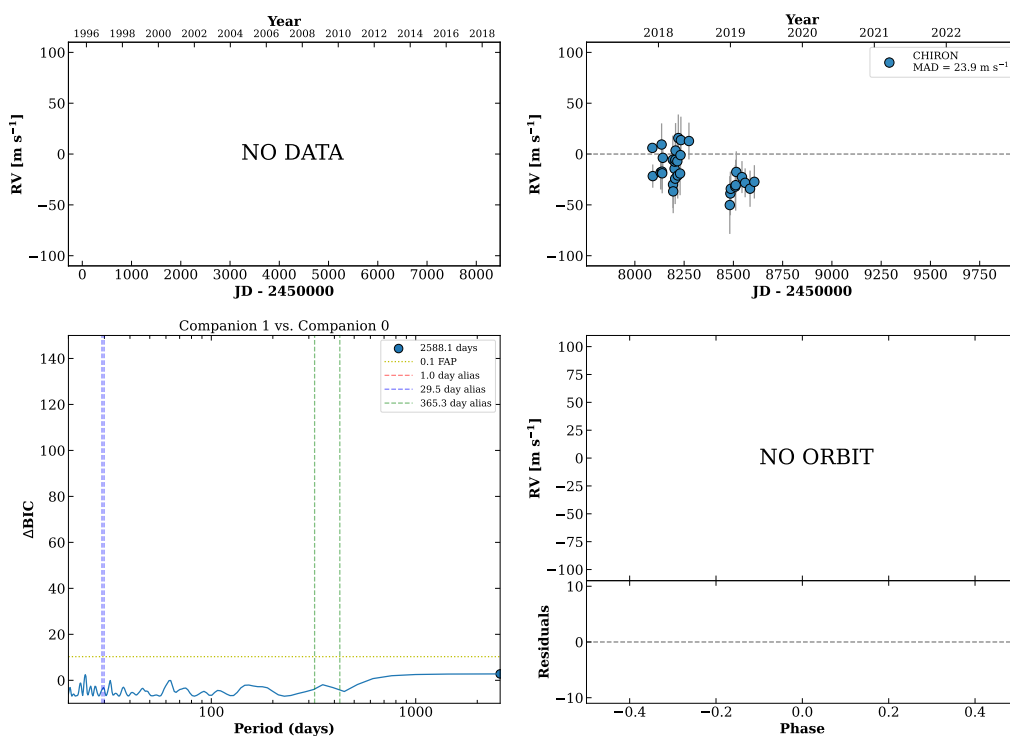 Year
1996 1998 2000 2002 2004 2006 2008 2010 2012 2014 2016 2018
100
50
0
−50
−100
RV [m s⁻¹]
NO DATA
0 1000 2000 3000 4000 5000 6000 7000 8000
JD - 2450000
Year
2018 2019 2020 2021 2022
100
50
0
−50
−100
RV [m s⁻¹]
CHIRON
MAD = 23.9 m s⁻¹
8000 8250 8500 8750 9000 9250 9500 9750
JD - 2450000
Companion 1 vs. Companion 0
140
120
100
80
60
40
20
0
ΔBIC
2588.1 days
0.1 FAP
1.0 day alias
29.5 day alias
365.3 day alias
100 1000
Period (days)
100
75
50
25
0
−25
−50
−75
−100
RV [m s⁻¹]
NO ORBIT
10
0
−10
Residuals
−0.4 −0.2 0.0 0.2 0.4
Phase